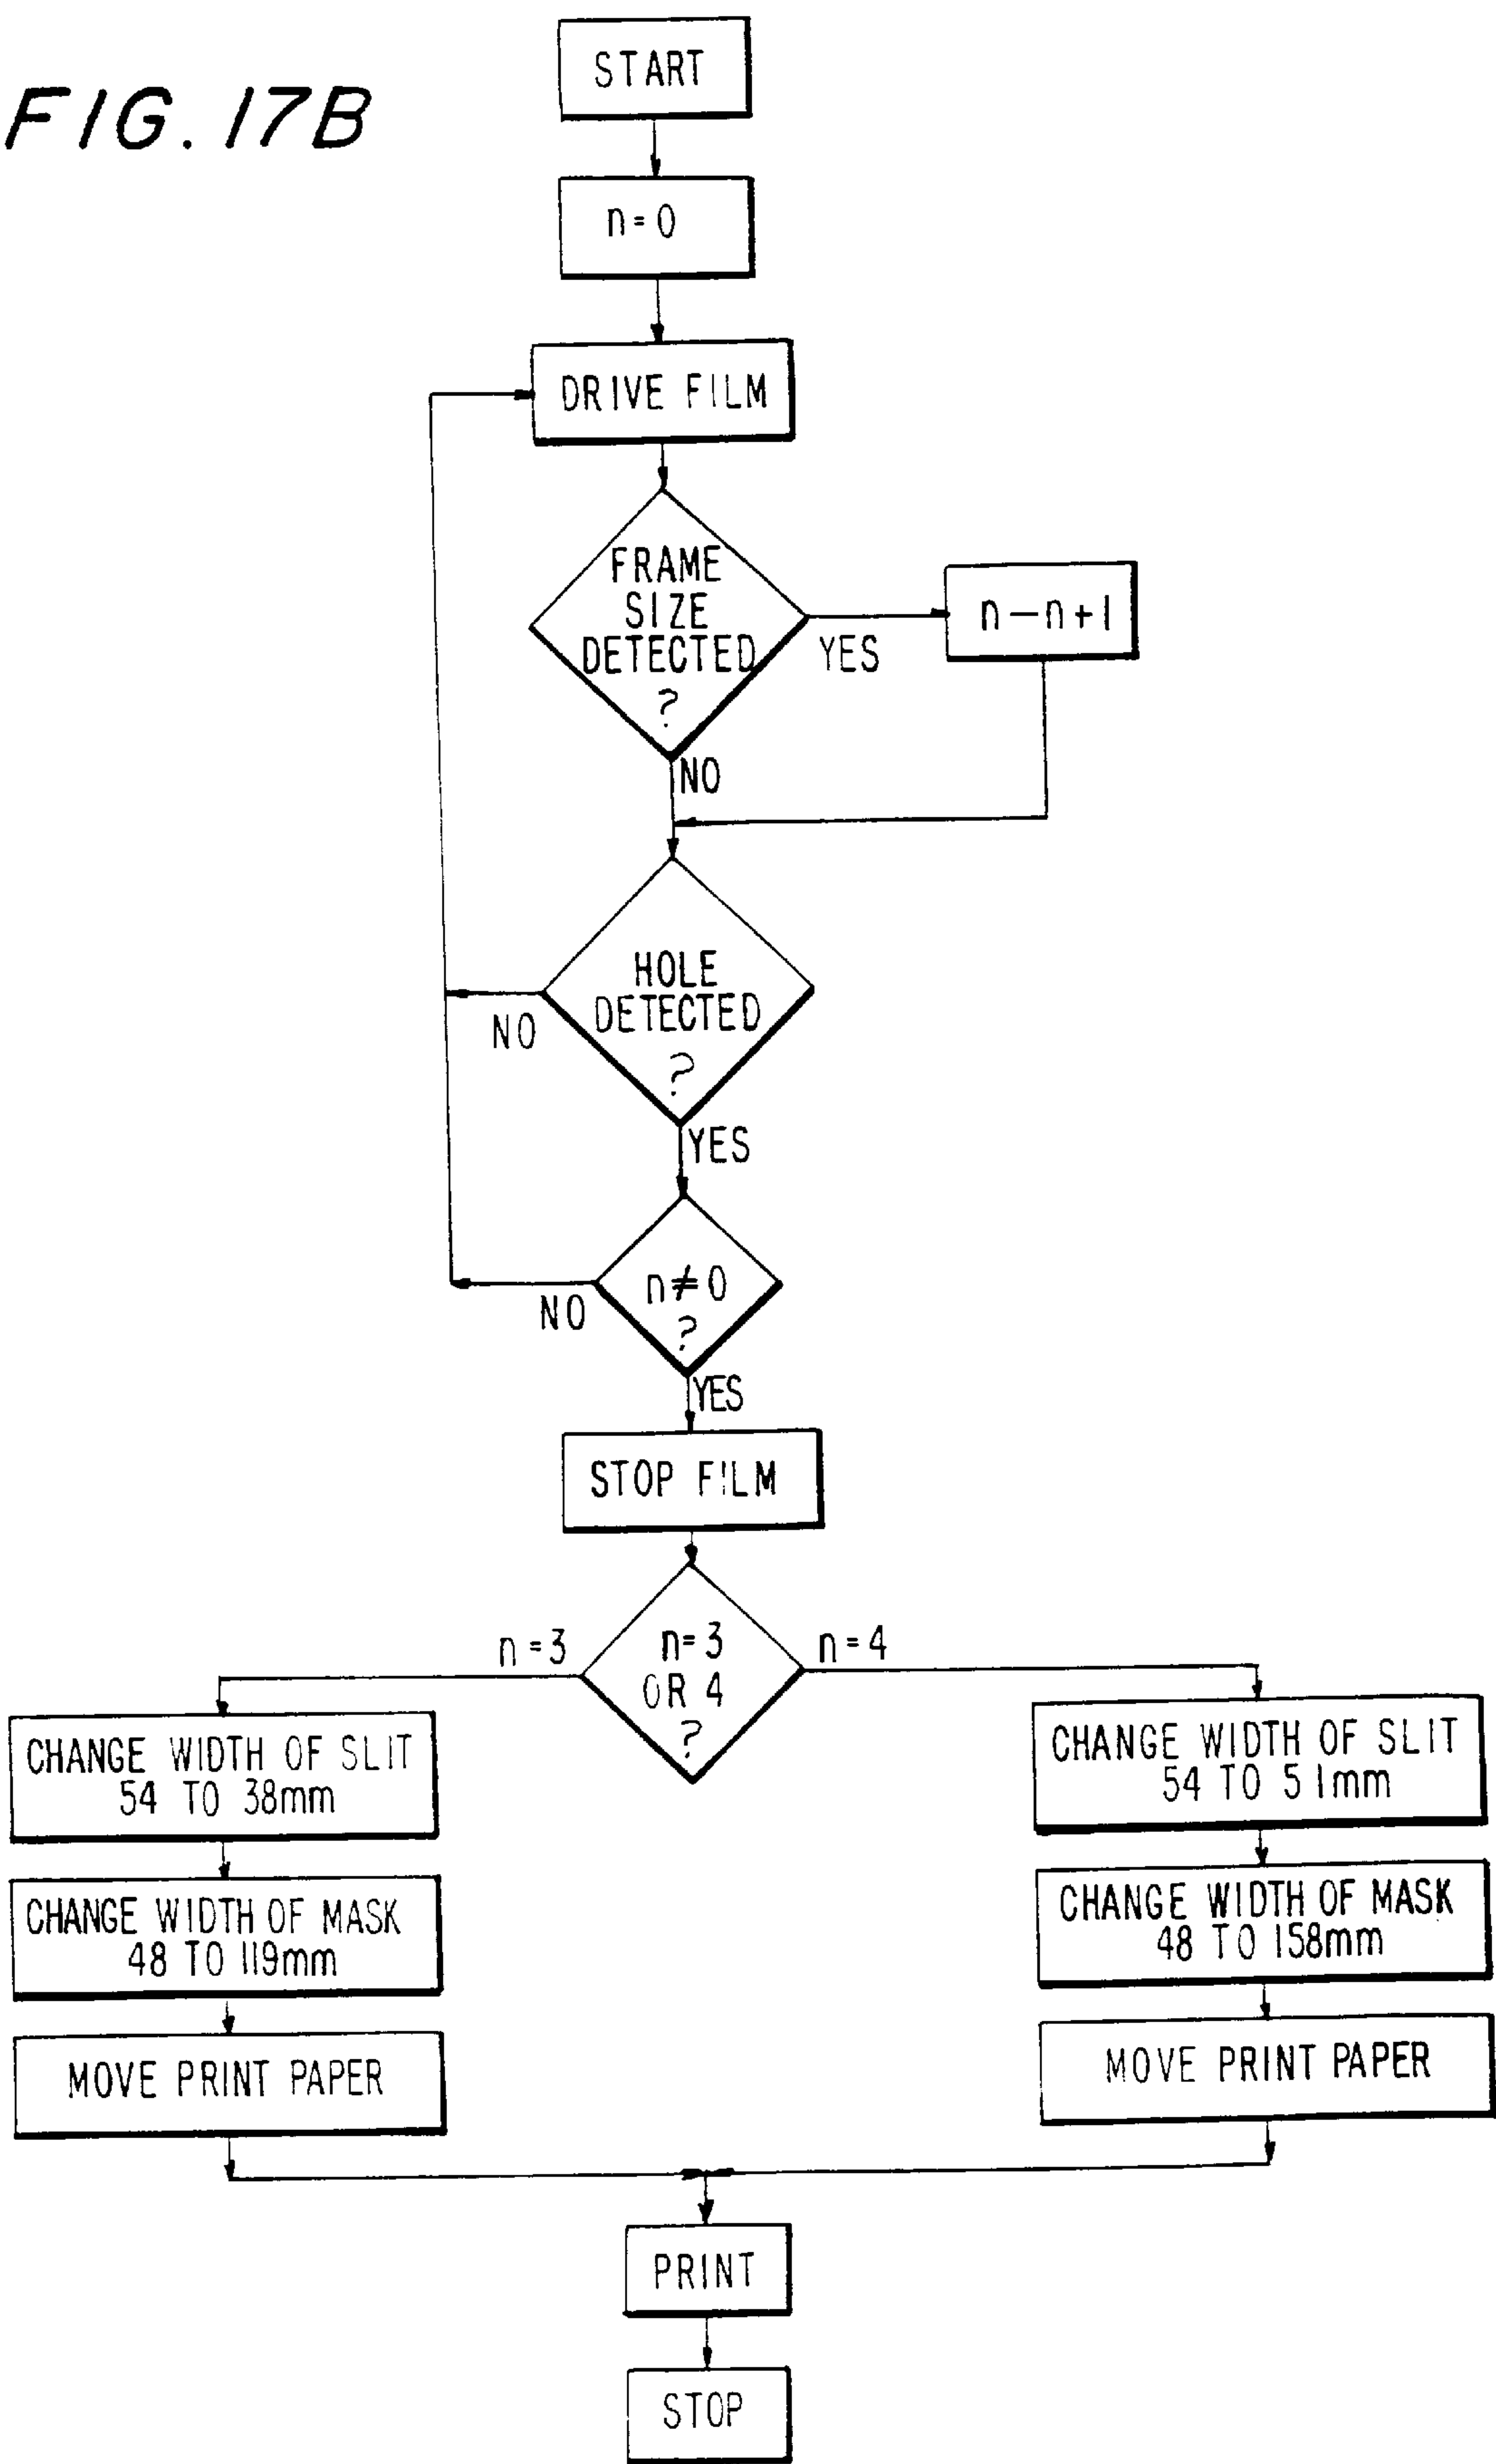 FIG. 17B
START
n=0
DRIVE FILM
FRAME
SIZE
DETECTED
?
YES
n—n+1
NO
HOLE
DETECTED
?
NO
YES
n≠0
?
NO
YES
STOP FILM
n=3
n=3
OR 4
?
n=4
CHANGE WIDTH OF SLIT
54 TO 38mm
CHANGE WIDTH OF SLIT
54 TO 51mm
CHANGE WIDTH OF MASK
48 TO 119mm
CHANGE WIDTH OF MASK
48 TO 158mm
MOVE PRINT PAPER
MOVE PRINT PAPER
PRINT
STOP